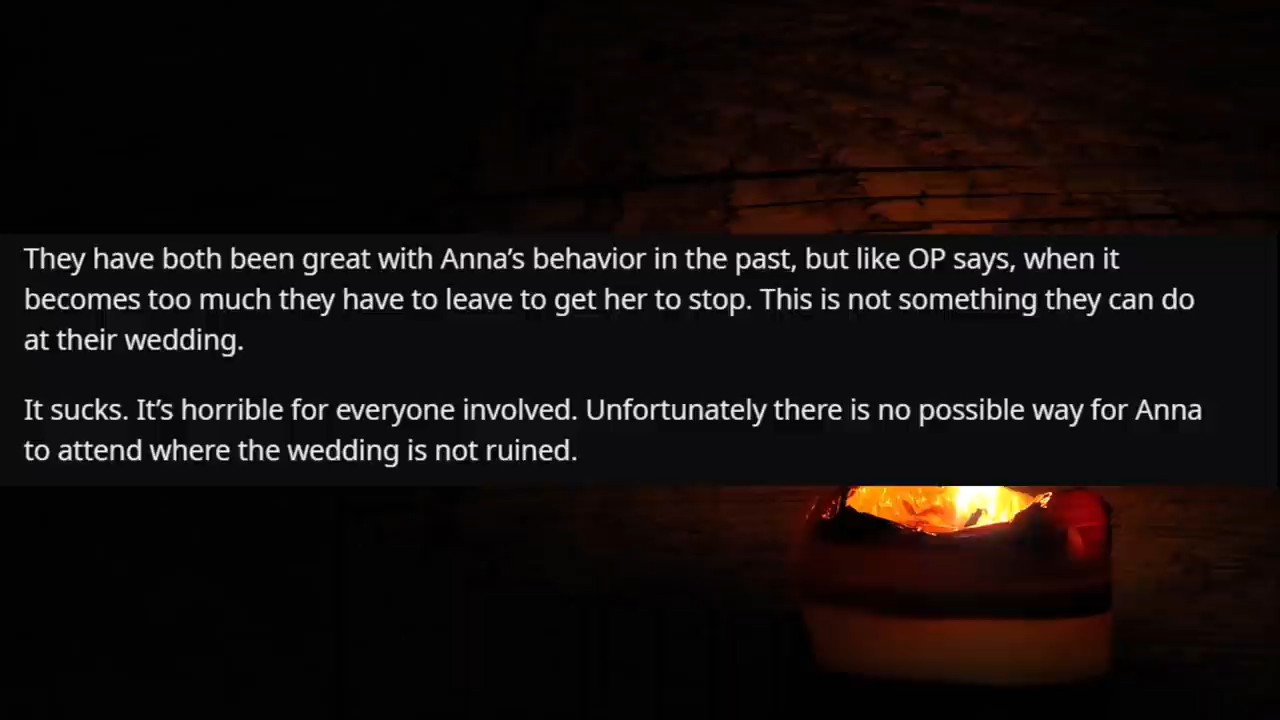 They have both been great with Anna’s behavior in the past, but like OP says, when it
becomes too much they have to leave to get her to stop. This is not something they can do
at their wedding.
It sucks. It’s horrible for everyone involved. Unfortunately there is no possible way for Anna
to attend where the wedding is not ruined.